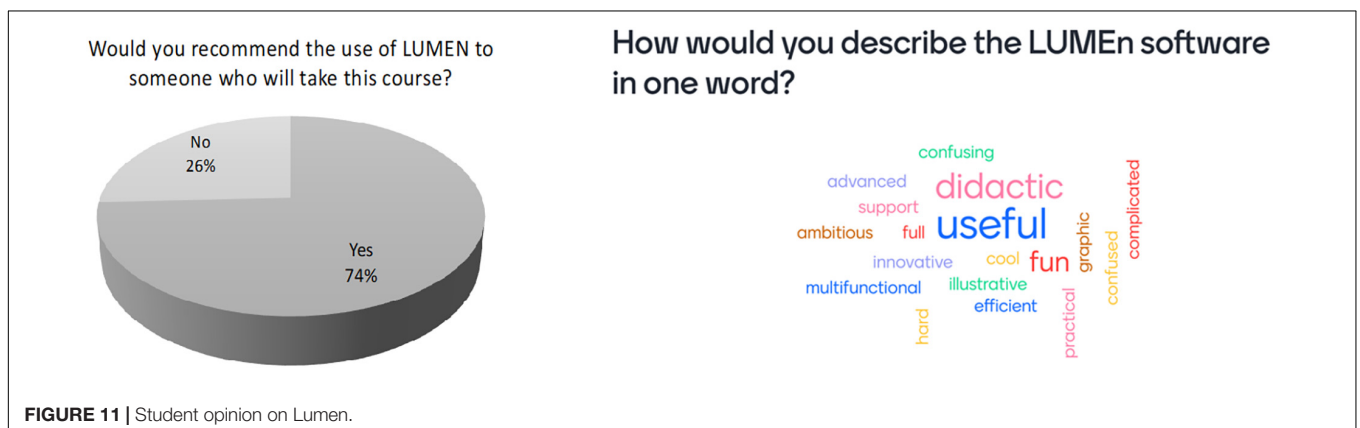 Would you recommend the use of LUMEN to
someone who will take this course?
No
26%
Yes
74%
How would you describe the LUMEn software
in one word?
confusing
advanced
didactic
complicated
support
useful
ambitious
full
graphic
confused
innovative
cool
fun
multifunctional
illustrative
efficient
hard
practical
FIGURE 11 | Student opinion on Lumen.